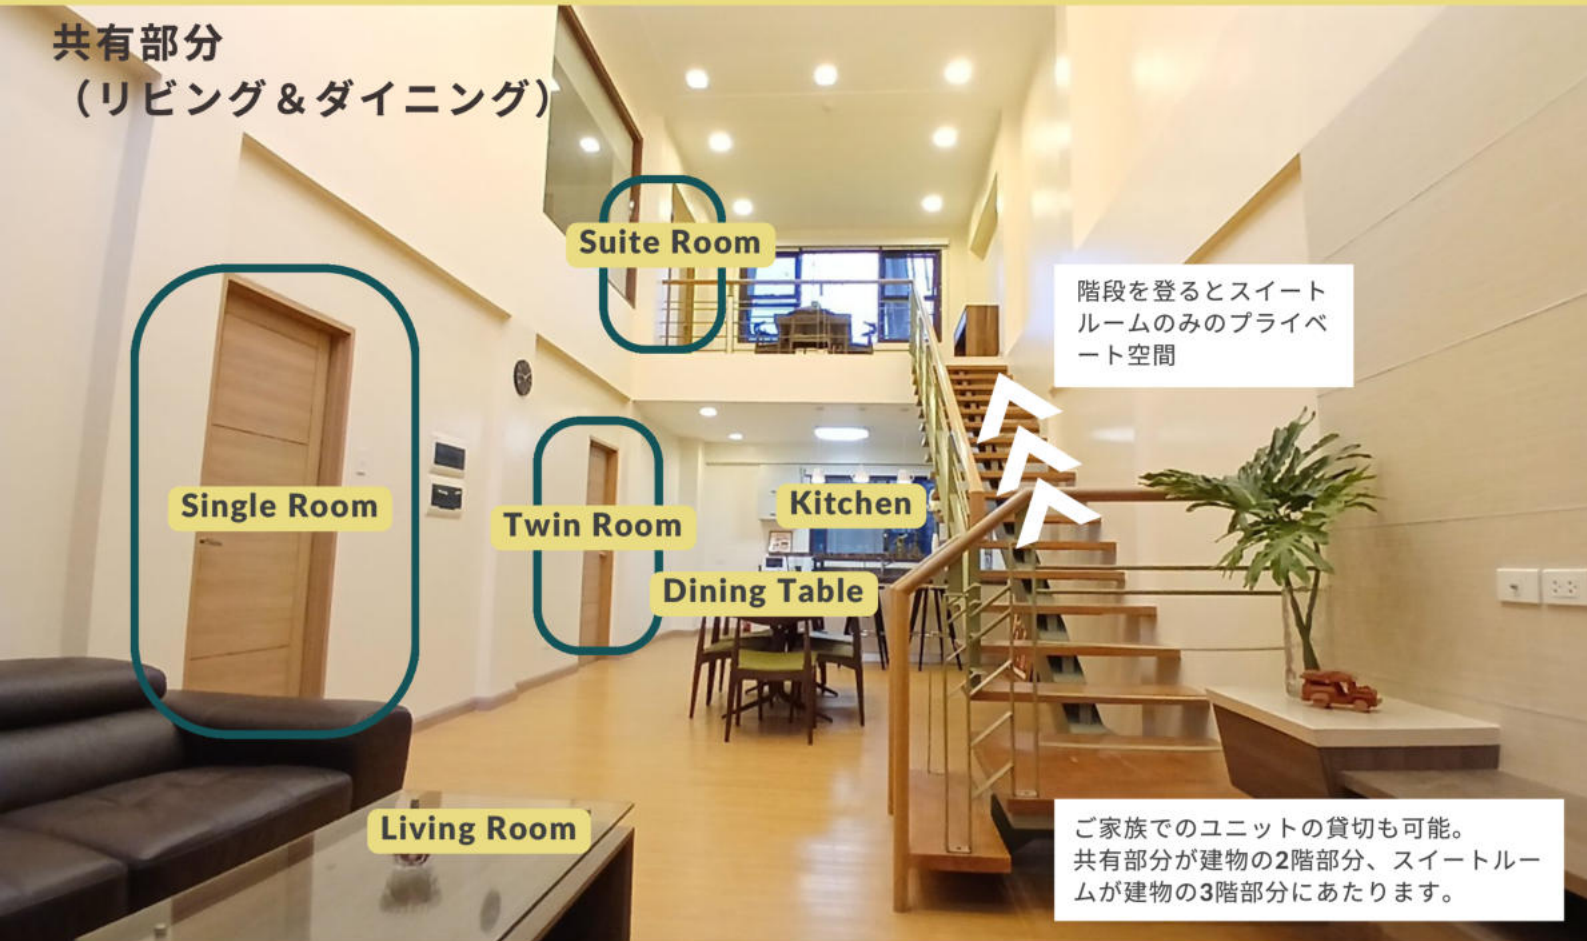 共有部分
（リビング＆ダイニング）
Suite Room
階段を登るとスイート
ルームのみのプライベ
ート空間
Single Room
Twin Room
Kitchen
Dining Table
Living Room
ご家族でのユニットの貸切も可能。
共有部分が建物の2階部分、スイートルー
ムが建物の3階部分にあたります。